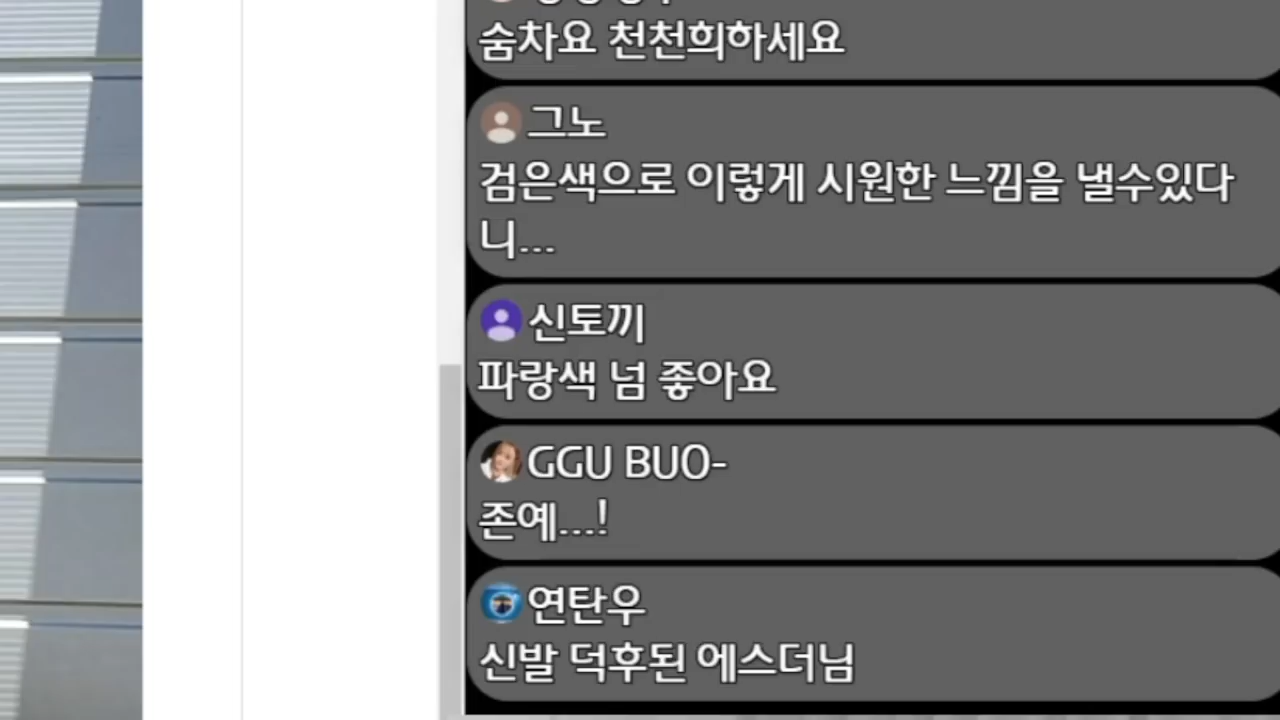 숨차요 천천희하세요
그노
검은색으로 이렇게 시원한 느낌을 낼수있다
니...
신토끼
파랑색 넘 좋아요
GGU BUO-
존예...!
연탄우
신발 덕후된 에스더님